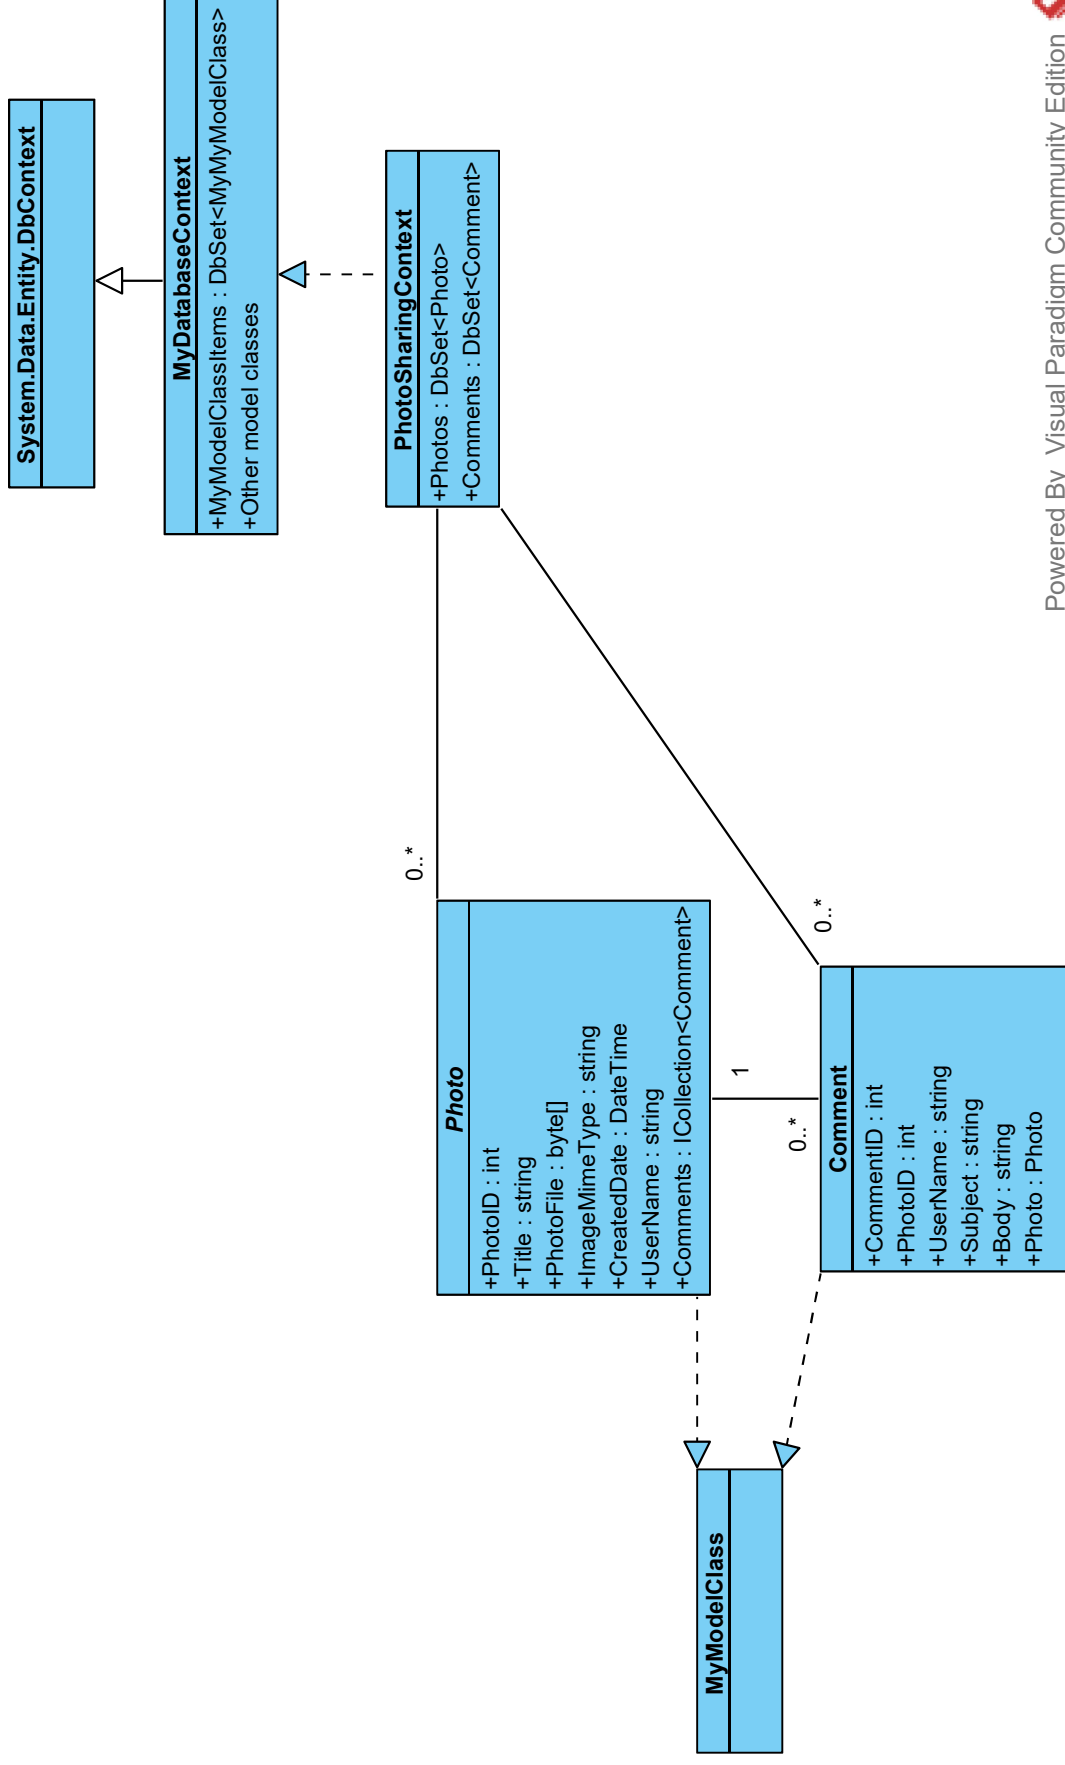 System.Data.Entity.DbContext
MyDatabaseContext
+MyModelClassItems : DbSet<MyMyModelClass>
+Other model classes
PhotoSharingContext
+Photos : DbSet<Photo>
+Comments : DbSet<Comment>
0..*
0..*
Photo
+PhotoID : int
+Title : string
+PhotoFile : byte[]
+ImageMimeType : string
+CreatedDate : DateTime
+UserName : string
+Comments : ICollection<Comment>
1
0..*
Comment
+CommentID : int
+PhotoID : int
+UserName : string
+Subject : string
+Body : string
+Photo : Photo
MyModelClass
Powered By Visual Paradigm Community Edition